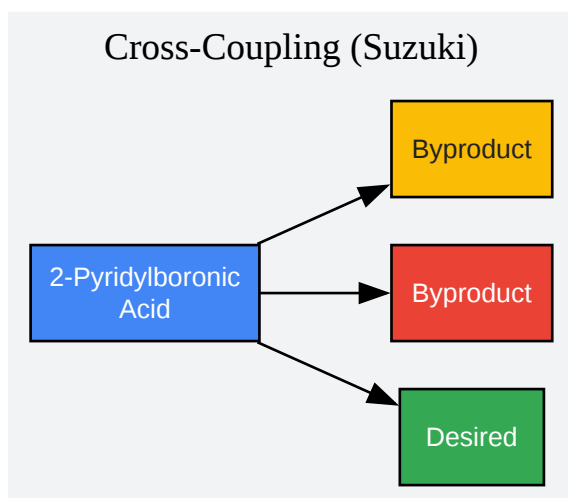 Cross-Coupling (Suzuki)
Byproduct
2-Pyridylboronic
Acid
Byproduct
Desired